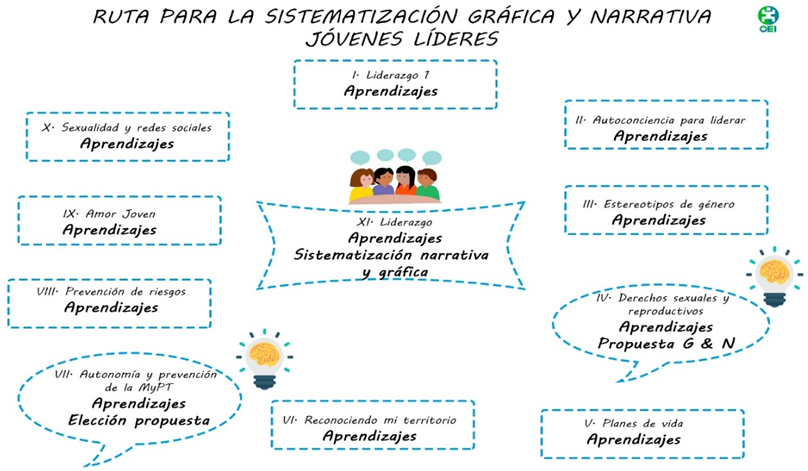 RUTA PARA LA SISTEMATIZACIÓN GRÁFICA Y NARRATIVA
JÓVENES LÍDERES
OEI
I. Liderazgo 1
Aprendizajes
II. Autoconciencia para liderar
Aprendizajes
III. Estereotipos de género
Aprendizajes
IV. Derechos sexuales y
reproductivos
Aprendizajes
Propuesta G & N
V. Planes de vida
Aprendizajes
VI. Reconociendo mi territorio
Aprendizajes
VII. Autonomía y prevención
de la MyPT
Aprendizajes
Elección propuesta
VIII. Prevención de riesgos
Aprendizajes
IX. Amor Joven
Aprendizajes
X. Sexualidad y redes sociales
Aprendizajes
XI. Liderazgo
Aprendizajes
Sistematización narrativa
y gráfica